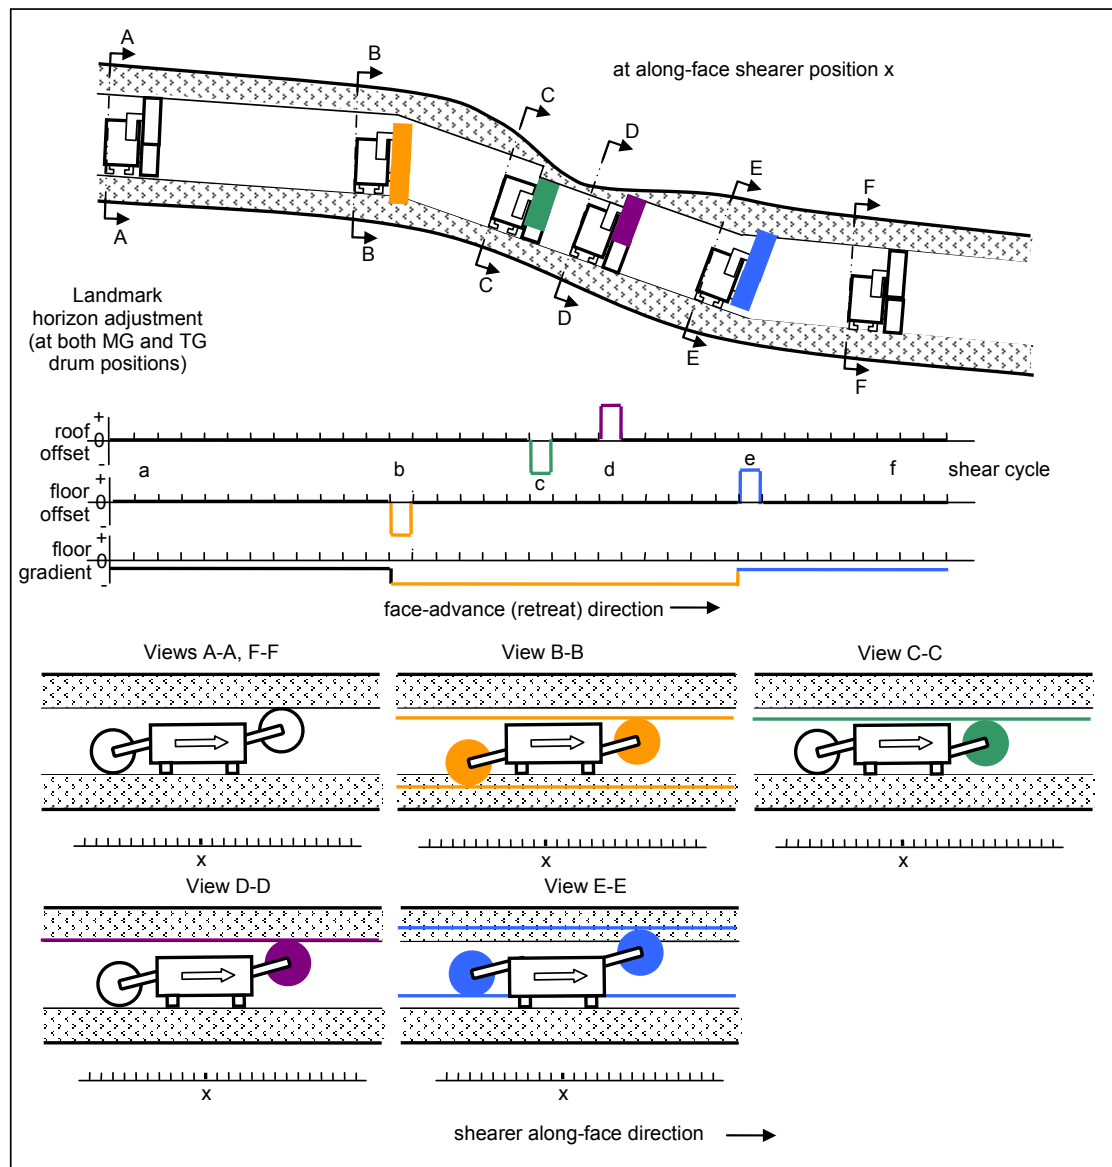 A
B
at along-face shearer position x
C
D
E
F
A
B
C
D
E
F
Landmark
horizon adjustment
(at both MG and TG
drum positions)
+
roof 0
offset -
a b c d e f shear cycle
+
floor 0
offset -
+
floor 0
gradient -
face-advance (retreat) direction
Views A-A, F-F View B-B View C-C
x x x
View D-D View E-E
x x
shearer along-face direction